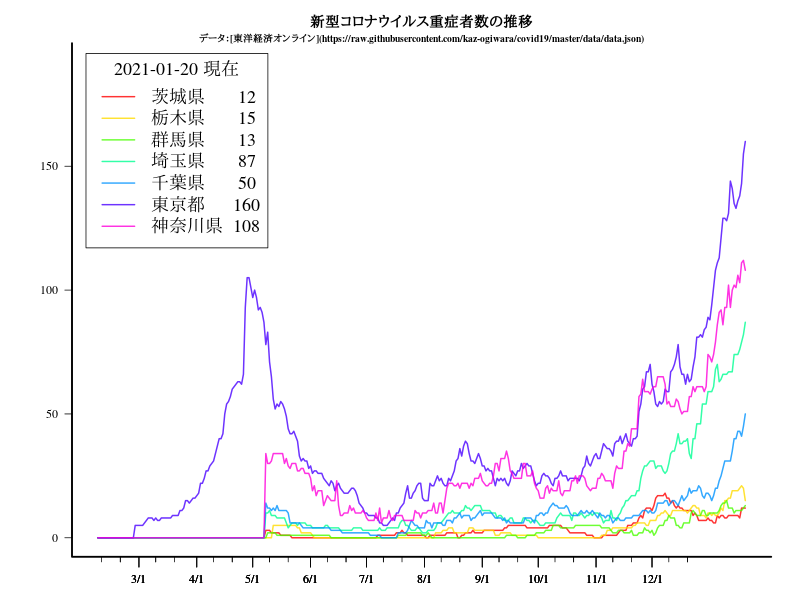 新型コロナウイルス重症者数の推移
データ：[東洋経済オンライン](https://raw.githubusercontent.com/kaz-ogiwara/covid19/master/data/data.json)
2021-01-20 現在
茨城県 12
栃木県 15
群馬県 13
埼玉県 87
千葉県 50
東京都 160
神奈川県 108
150
100
50
0
3/1 4/1 5/1 6/1 7/1 8/1 9/1 10/1 11/1 12/1